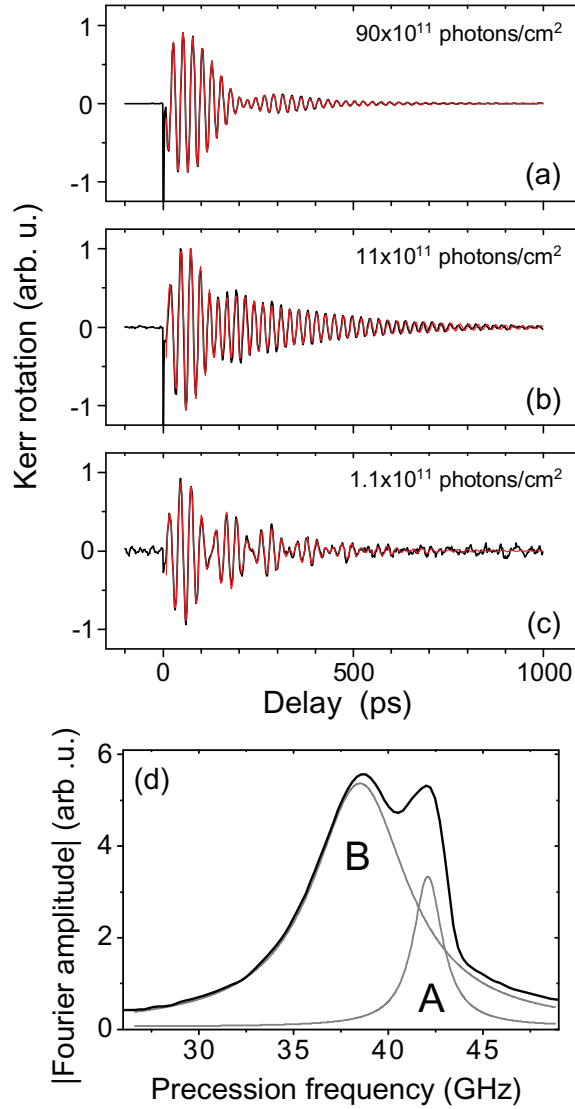 1
90x10¹¹ photons/cm²
0
-1
(a)
Kerr rotation (arb. u.)
1
11x10¹¹ photons/cm²
0
-1
(b)
1
1.1x10¹¹ photons/cm²
0
-1
(c)
0 500 1000
Delay (ps)
|Fourier amplitude| (arb .u.)
6
(d)
4
2
0
B
A
30 35 40 45
Precession frequency (GHz)